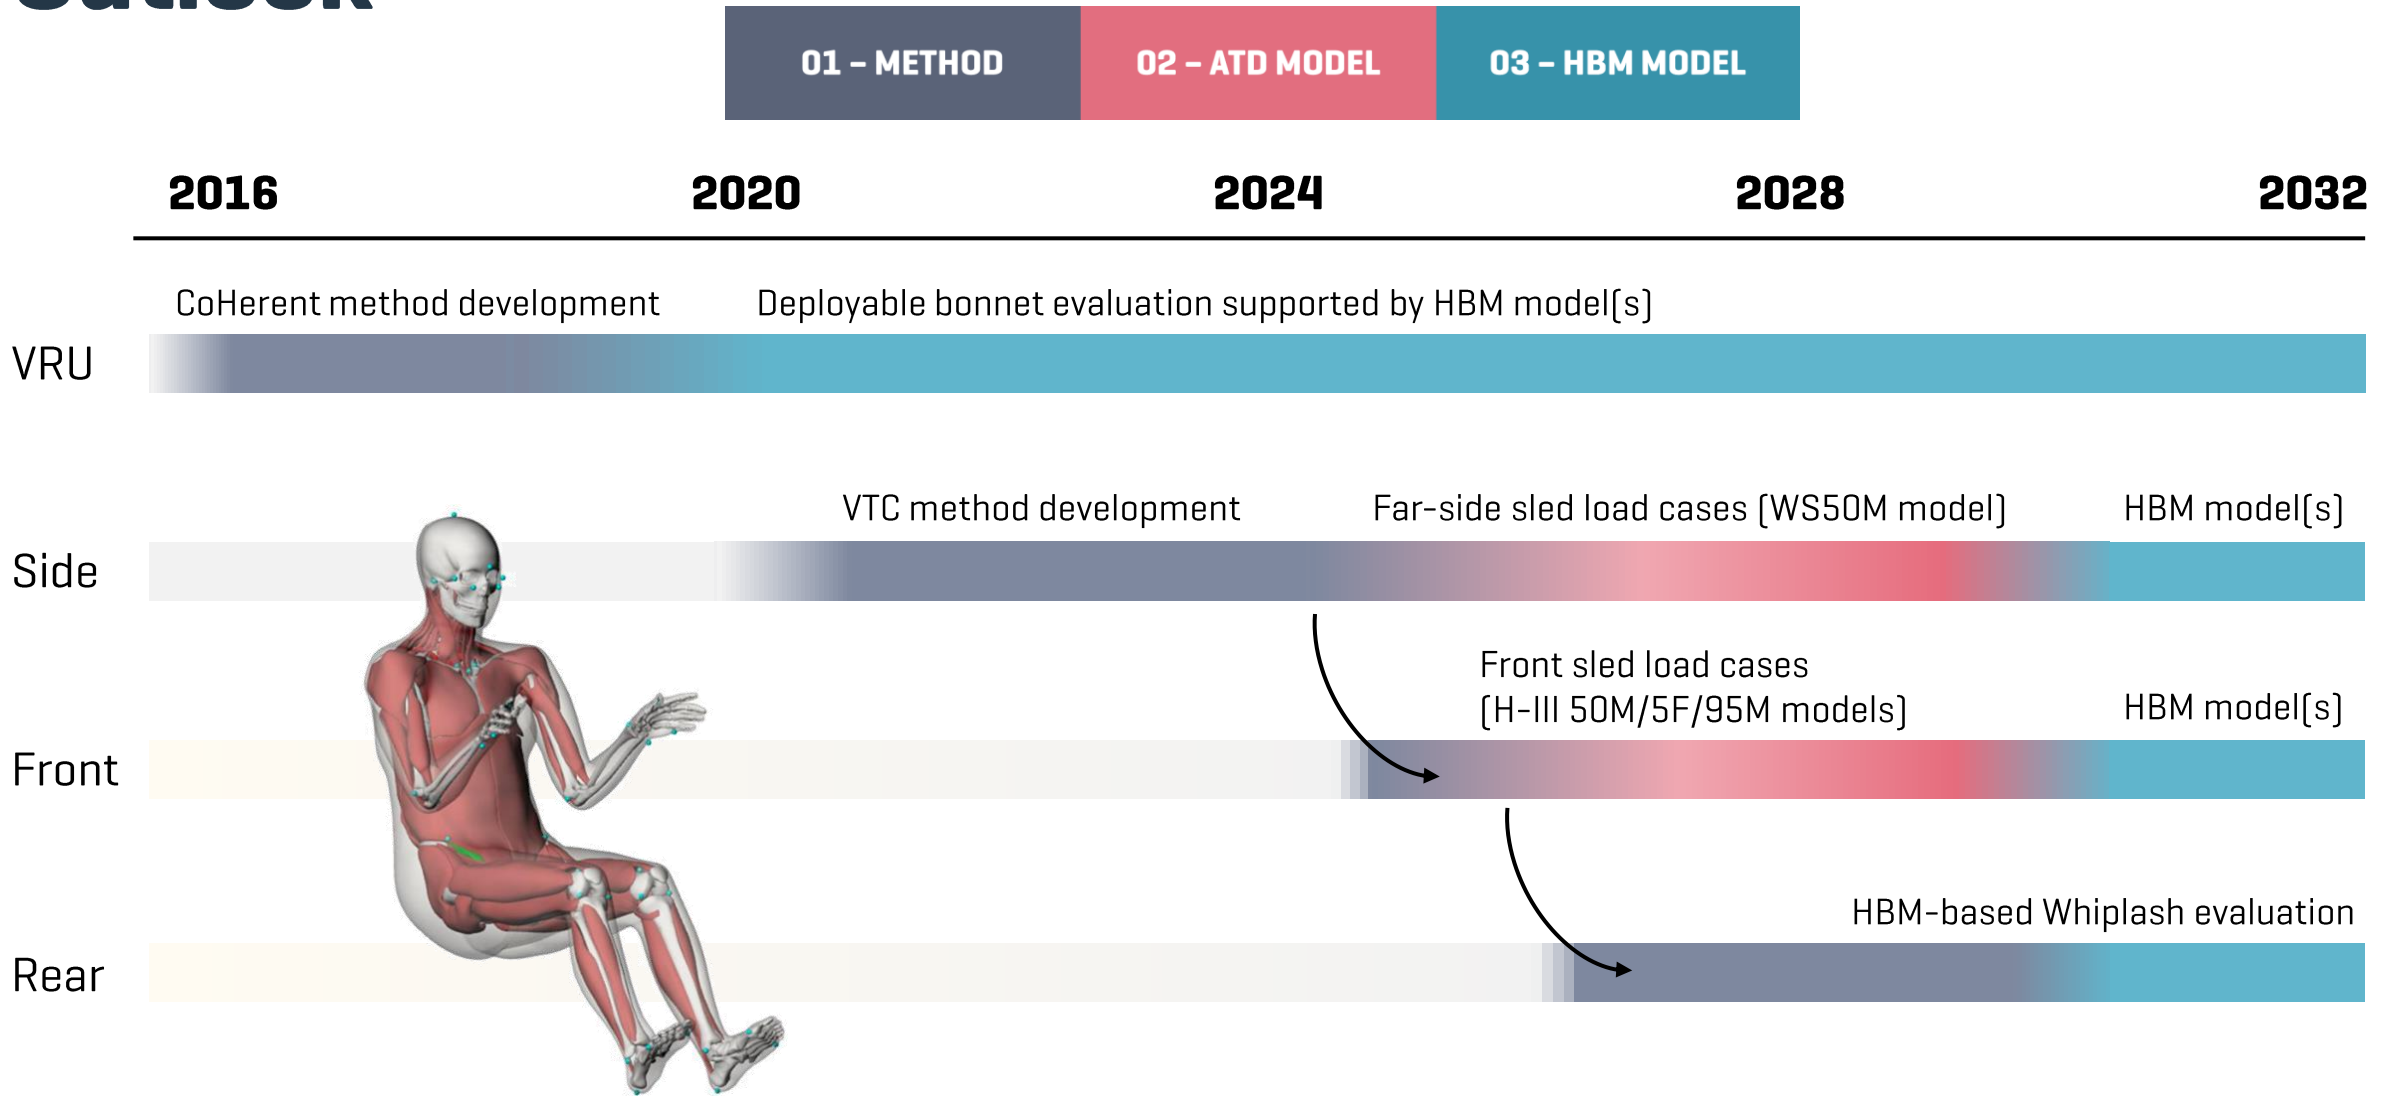 01 – METHOD
02 – ATD MODEL
03 – HBM MODEL
2016
2020
2024
2028
2032
CoHerent method development
Deployable bonnet evaluation supported by HBM model(s)
VRU
VTC method development
Far-side sled load cases (WS50M model)
HBM model(s)
Side
Front sled load cases
(H-III 50M/5F/95M models)
HBM model(s)
Front
HBM-based Whiplash evaluation
Rear